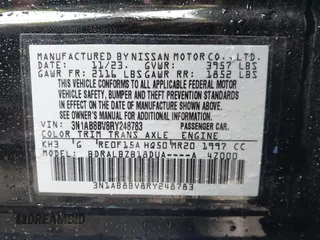 MANUFACTURED BY NISSAN MOTOR CO., LTD.
DATE: 11/23. GVWR: 3957 LBS
GAWR FR: 2116 LBS GAWR RR: 1852 LBS
THIS VEHICLE CONFORMS TO ALL APPLICABLE FEDERAL MOTOR
VEHICLE SAFETY, BUMPER AND THEFT PREVENTION STANDARDS
IN EFFECT ON THE DATE OF MANUFACTURE SHOWN ABOVE.
SEE OWNER'S MANUAL FOR ADDITIONAL INFORMATION
VIN: 3N1AB8BV8RY248783 PASSENGER CAR.
COLOR TRIM TRANS AXLE ENGINE
KH3 G RE0F15A HQ50 MR20 1997 CC
MODEL: BDRALBZB18DUA----A 47000
3N1AB8BV8RY248783
DREAMBID